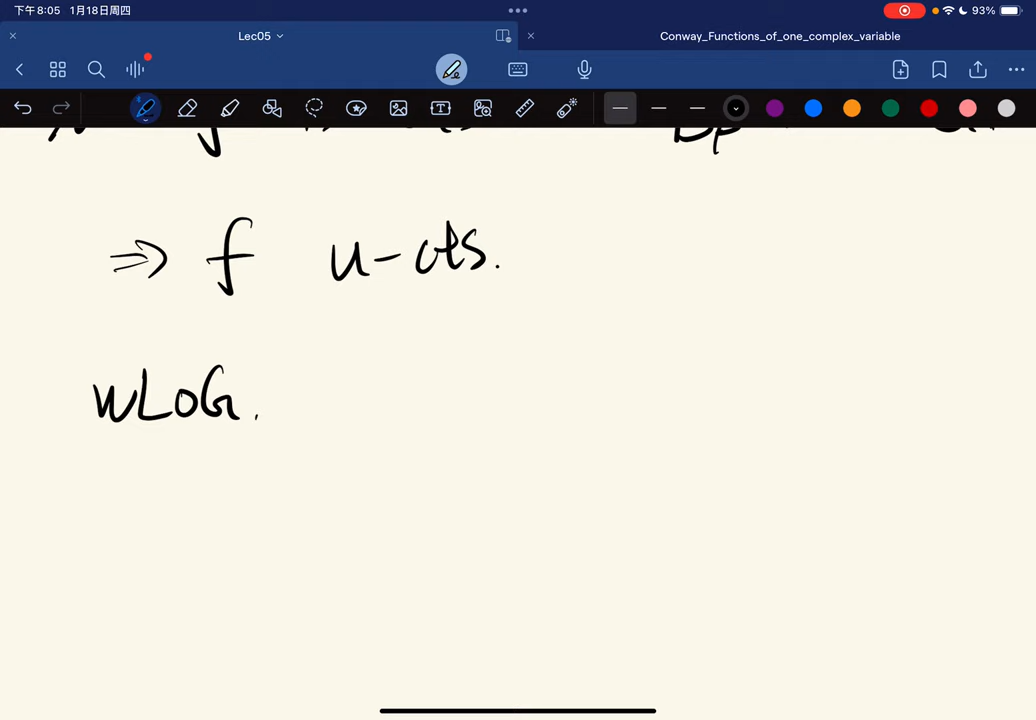 下午8:05 1月18日周四 93%
Lec05 Conway_Functions_of_one_complex_variable
⇒ f u-cts.
WLOG.